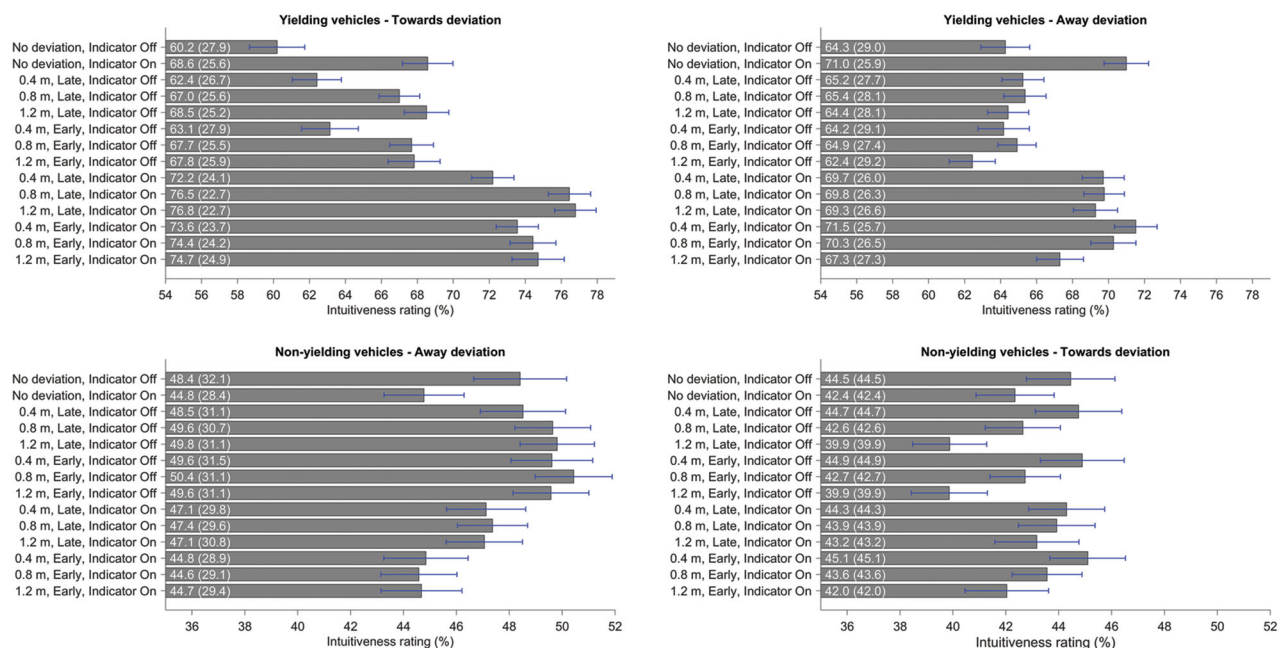 Yielding vehicles - Towards deviation
No deviation, Indicator Off 60.2 (27.9)
No deviation, Indicator On 68.6 (25.6)
0.4 m, Late, Indicator Off 62.4 (26.7)
0.8 m, Late, Indicator Off 67.0 (25.6)
1.2 m, Late, Indicator Off 68.5 (25.2)
0.4 m, Early, Indicator Off 63.1 (27.9)
0.8 m, Early, Indicator Off 67.7 (25.5)
1.2 m, Early, Indicator Off 67.8 (25.9)
0.4 m, Late, Indicator On 72.2 (24.1)
0.8 m, Late, Indicator On 76.5 (22.7)
1.2 m, Late, Indicator On 76.8 (22.7)
0.4 m, Early, Indicator On 73.6 (23.7)
0.8 m, Early, Indicator On 74.4 (24.2)
1.2 m, Early, Indicator On 74.7 (24.9)
54 56 58 60 62 64 66 68 70 72 74 76 78
Intuitiveness rating (%)
Yielding vehicles - Away deviation
No deviation, Indicator Off 64.3 (29.0)
No deviation, Indicator On 71.0 (25.9)
0.4 m, Late, Indicator Off 65.2 (27.7)
0.8 m, Late, Indicator Off 65.4 (28.1)
1.2 m, Late, Indicator Off 64.4 (28.1)
0.4 m, Early, Indicator Off 64.2 (29.1)
0.8 m, Early, Indicator Off 64.9 (27.4)
1.2 m, Early, Indicator Off 62.4 (29.2)
0.4 m, Late, Indicator On 69.7 (26.0)
0.8 m, Late, Indicator On 69.8 (26.3)
1.2 m, Late, Indicator On 69.3 (26.6)
0.4 m, Early, Indicator On 71.5 (25.7)
0.8 m, Early, Indicator On 70.3 (26.5)
1.2 m, Early, Indicator On 67.3 (27.3)
54 56 58 60 62 64 66 68 70 72 74 76 78
Intuitiveness rating (%)
Non-yielding vehicles - Away deviation
No deviation, Indicator Off 48.4 (32.1)
No deviation, Indicator On 44.8 (28.4)
0.4 m, Late, Indicator Off 48.5 (31.1)
0.8 m, Late, Indicator Off 49.6 (30.7)
1.2 m, Late, Indicator Off 49.8 (31.1)
0.4 m, Early, Indicator Off 49.6 (31.5)
0.8 m, Early, Indicator Off 50.4 (31.1)
1.2 m, Early, Indicator Off 49.6 (31.1)
0.4 m, Late, Indicator On 47.1 (29.8)
0.8 m, Late, Indicator On 47.4 (29.6)
1.2 m, Late, Indicator On 47.1 (30.8)
0.4 m, Early, Indicator On 44.8 (28.9)
0.8 m, Early, Indicator On 44.6 (29.1)
1.2 m, Early, Indicator On 44.7 (29.4)
36 38 40 42 44 46 48 50 52
Intuitiveness rating (%)
Non-yielding vehicles - Towards deviation
No deviation, Indicator Off 44.5 (44.5)
No deviation, Indicator On 42.4 (42.4)
0.4 m, Late, Indicator Off 44.7 (44.7)
0.8 m, Late, Indicator Off 42.6 (42.6)
1.2 m, Late, Indicator Off 39.9 (39.9)
0.4 m, Early, Indicator Off 44.9 (44.9)
0.8 m, Early, Indicator Off 42.7 (42.7)
1.2 m, Early, Indicator Off 39.9 (39.9)
0.4 m, Late, Indicator On 44.3 (44.3)
0.8 m, Late, Indicator On 43.9 (43.9)
1.2 m, Late, Indicator On 43.2 (43.2)
0.4 m, Early, Indicator On 45.1 (45.1)
0.8 m, Early, Indicator On 43.6 (43.6)
1.2 m, Early, Indicator On 42.0 (42.0)
36 38 40 42 44 46 48 50 52
Intuitiveness rating (%)